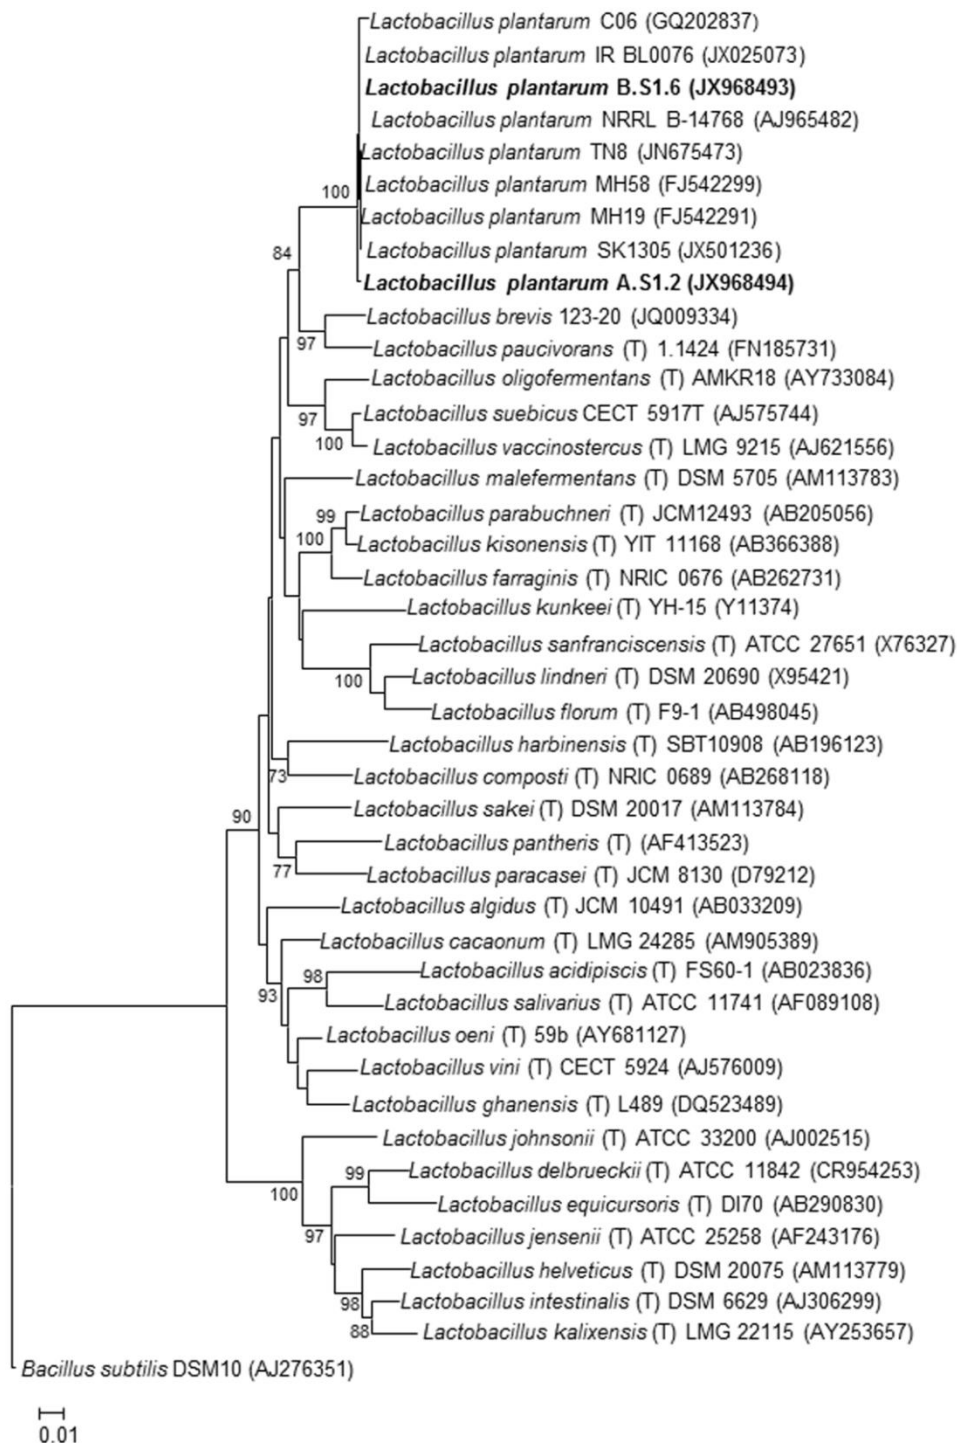 Lactobacillus plantarum C06 (GQ202837)
Lactobacillus plantarum IR BL0076 (JX025073)
Lactobacillus plantarum B.S1.6 (JX968493)
Lactobacillus plantarum NRRL B-14768 (AJ965482)
Lactobacillus plantarum TN8 (JN675473)
Lactobacillus plantarum MH58 (FJ542299)
100
Lactobacillus plantarum MH19 (FJ542291)
84
Lactobacillus plantarum SK1305 (JX501236)
Lactobacillus plantarum A.S1.2 (JX968494)
Lactobacillus brevis 123-20 (JQ009334)
97
Lactobacillus paucivorans (T) 1.1424 (FN185731)
Lactobacillus oligofermentans (T) AMKR18 (AY733084)
97
Lactobacillus suebicus CECT 5917T (AJ575744)
100
Lactobacillus vaccinostercus (T) LMG 9215 (AJ621556)
Lactobacillus malefermentans (T) DSM 5705 (AM113783)
99
Lactobacillus parabuchneri (T) JCM12493 (AB205056)
100
Lactobacillus kisonensis (T) YIT 11168 (AB366388)
Lactobacillus farraginis (T) NRIC 0676 (AB262731)
Lactobacillus kunkeei (T) YH-15 (Y11374)
Lactobacillus sanfranciscensis (T) ATCC 27651 (X76327)
100
Lactobacillus lindneri (T) DSM 20690 (X95421)
Lactobacillus florum (T) F9-1 (AB498045)
Lactobacillus harbinensis (T) SBT10908 (AB196123)
73
Lactobacillus composti (T) NRIC 0689 (AB268118)
90
Lactobacillus sakei (T) DSM 20017 (AM113784)
Lactobacillus pantheris (T) (AF413523)
77
Lactobacillus paracasei (T) JCM 8130 (D79212)
Lactobacillus algidus (T) JCM 10491 (AB033209)
Lactobacillus cacaonum (T) LMG 24285 (AM905389)
98
Lactobacillus acidipiscis (T) FS60-1 (AB023836)
93
Lactobacillus salivarius (T) ATCC 11741 (AF089108)
Lactobacillus oeni (T) 59b (AY681127)
Lactobacillus vini (T) CECT 5924 (AJ576009)
Lactobacillus ghanensis (T) L489 (DQ523489)
Lactobacillus johnsonii (T) ATCC 33200 (AJ002515)
99
Lactobacillus delbrueckii (T) ATCC 11842 (CR954253)
100
Lactobacillus equicursoris (T) DI70 (AB290830)
97
Lactobacillus jensenii (T) ATCC 25258 (AF243176)
Lactobacillus helveticus (T) DSM 20075 (AM113779)
98
Lactobacillus intestinalis (T) DSM 6629 (AJ306299)
88
Lactobacillus kalixensis (T) LMG 22115 (AY253657)
Bacillus subtilis DSM10 (AJ276351)
0.01